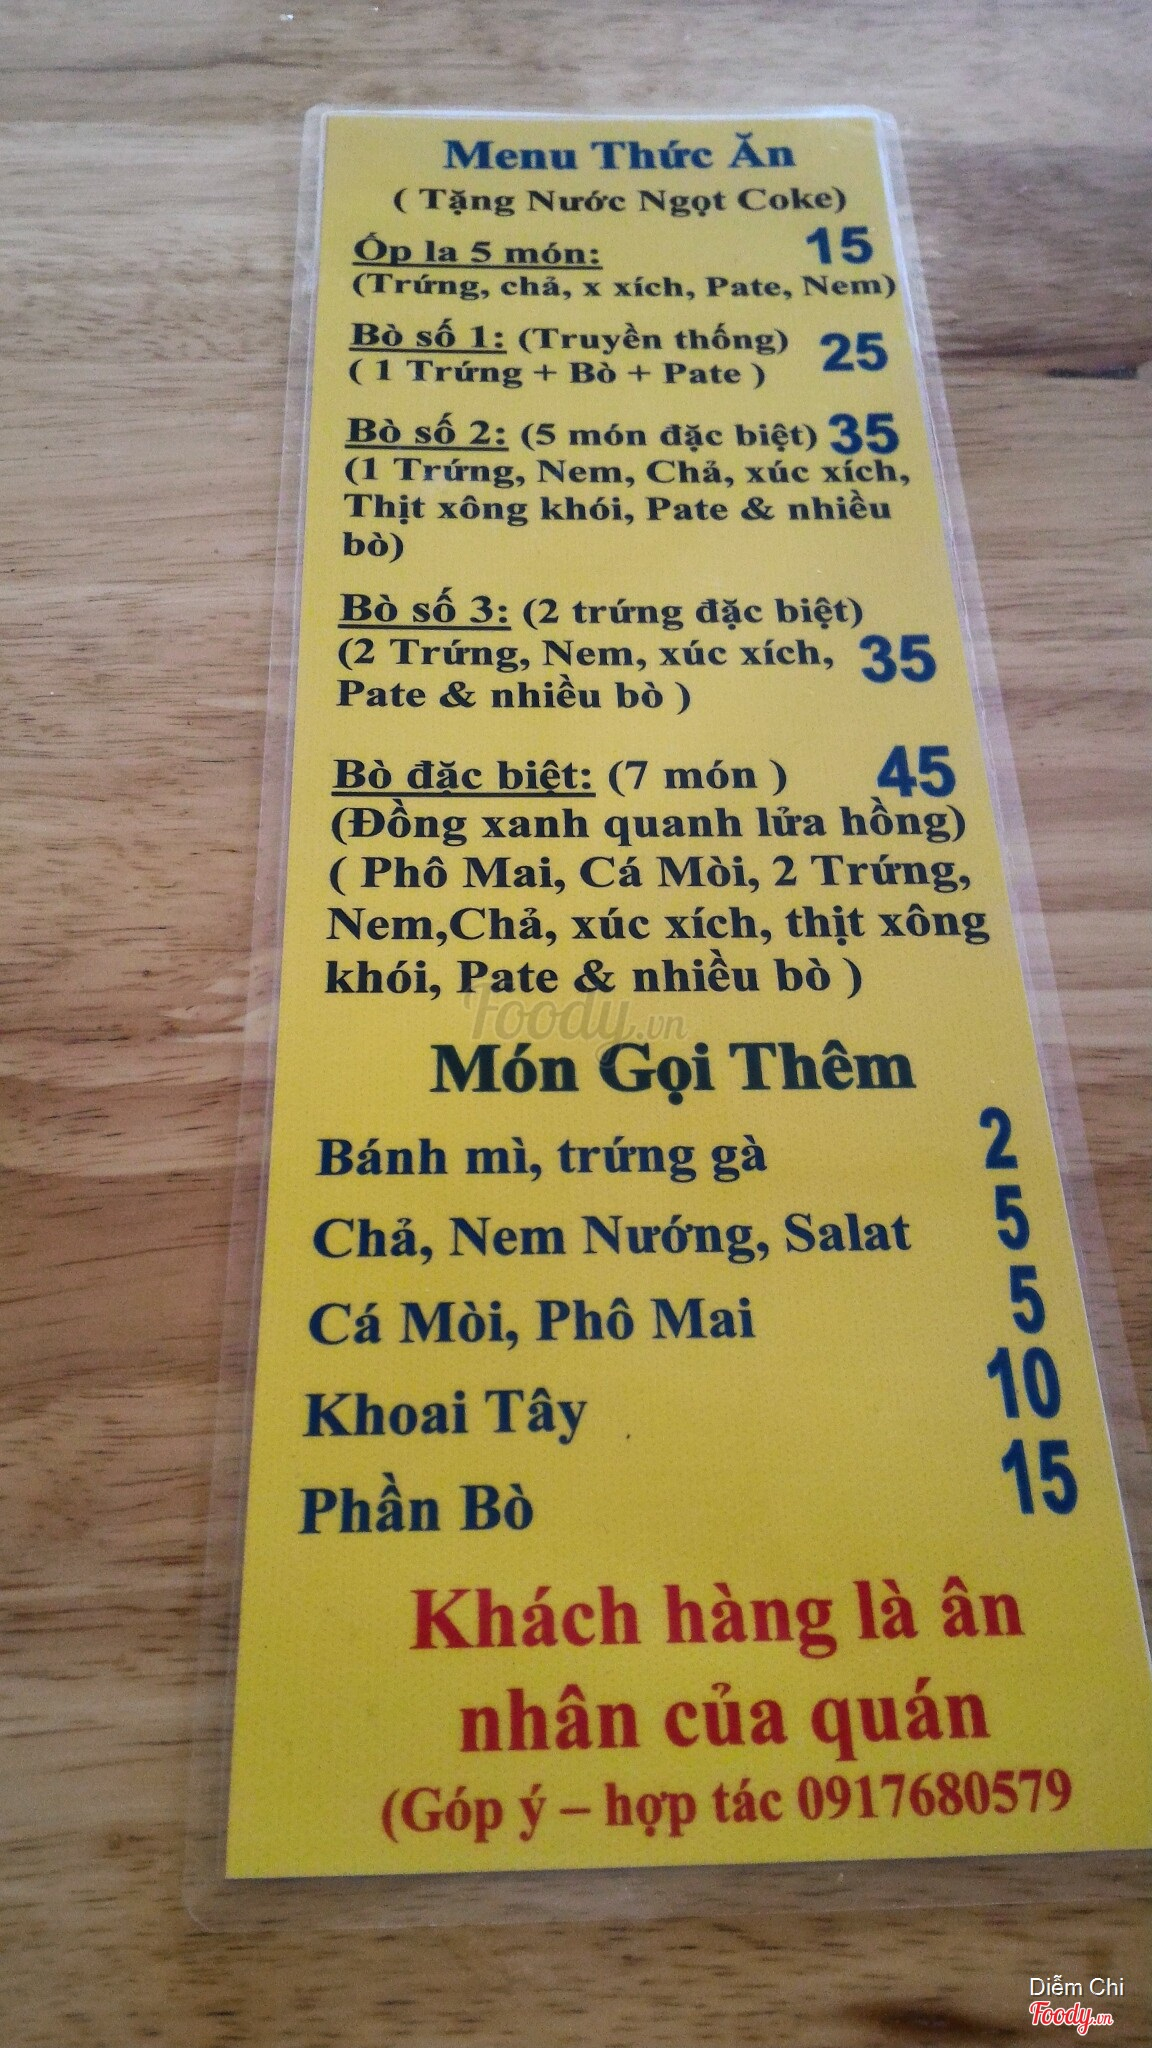 Menu Thức Ăn
( Tặng Nước Ngọt Coke)
Ốp la 5 món: 15
(Trứng, chả, x xích, Pate, Nem)
Bò số 1: (Truyền thống) 25
( 1 Trứng + Bò + Pate )
Bò số 2: (5 món đặc biệt) 35
(1 Trứng, Nem, Chả, xúc xích,
Thịt xông khói, Pate & nhiều
bò)
Bò số 3: (2 trứng đặc biệt)
(2 Trứng, Nem, xúc xích, 35
Pate & nhiều bò )
Bò đặc biệt: (7 món ) 45
(Đồng xanh quanh lửa hồng)
( Phô Mai, Cá Mòi, 2 Trứng,
Nem,Chả, xúc xích, thịt xông
khói, Pate & nhiều bò )
Foody.vn
Món Gọi Thêm
Bánh mì, trứng gà 2
Chả, Nem Nướng, Salat 5
Cá Mòi, Phô Mai 5
Khoai Tây 10
Phần Bò 15
Khách hàng là ân
nhân của quán
(Góp ý – hợp tác 0917680579
Diễm Chi
Foody.vn